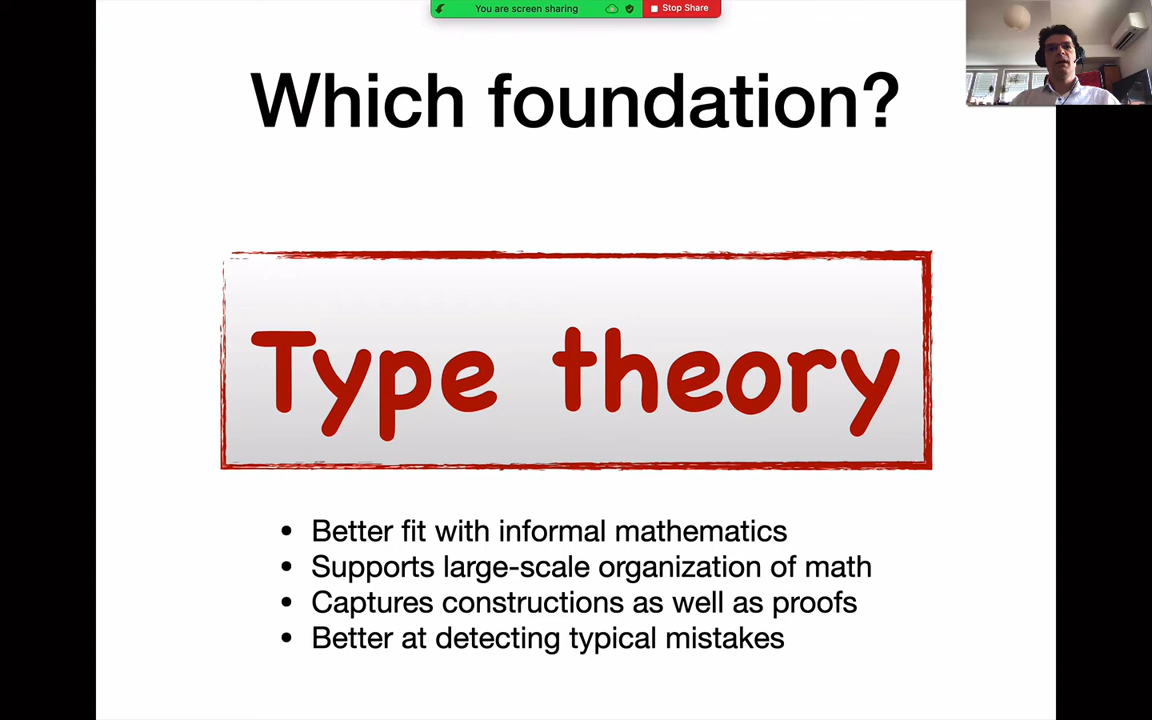 You are screen sharing
Stop Share
Which foundation?
Type theory
• Better fit with informal mathematics
• Supports large-scale organization of math
• Captures constructions as well as proofs
• Better at detecting typical mistakes